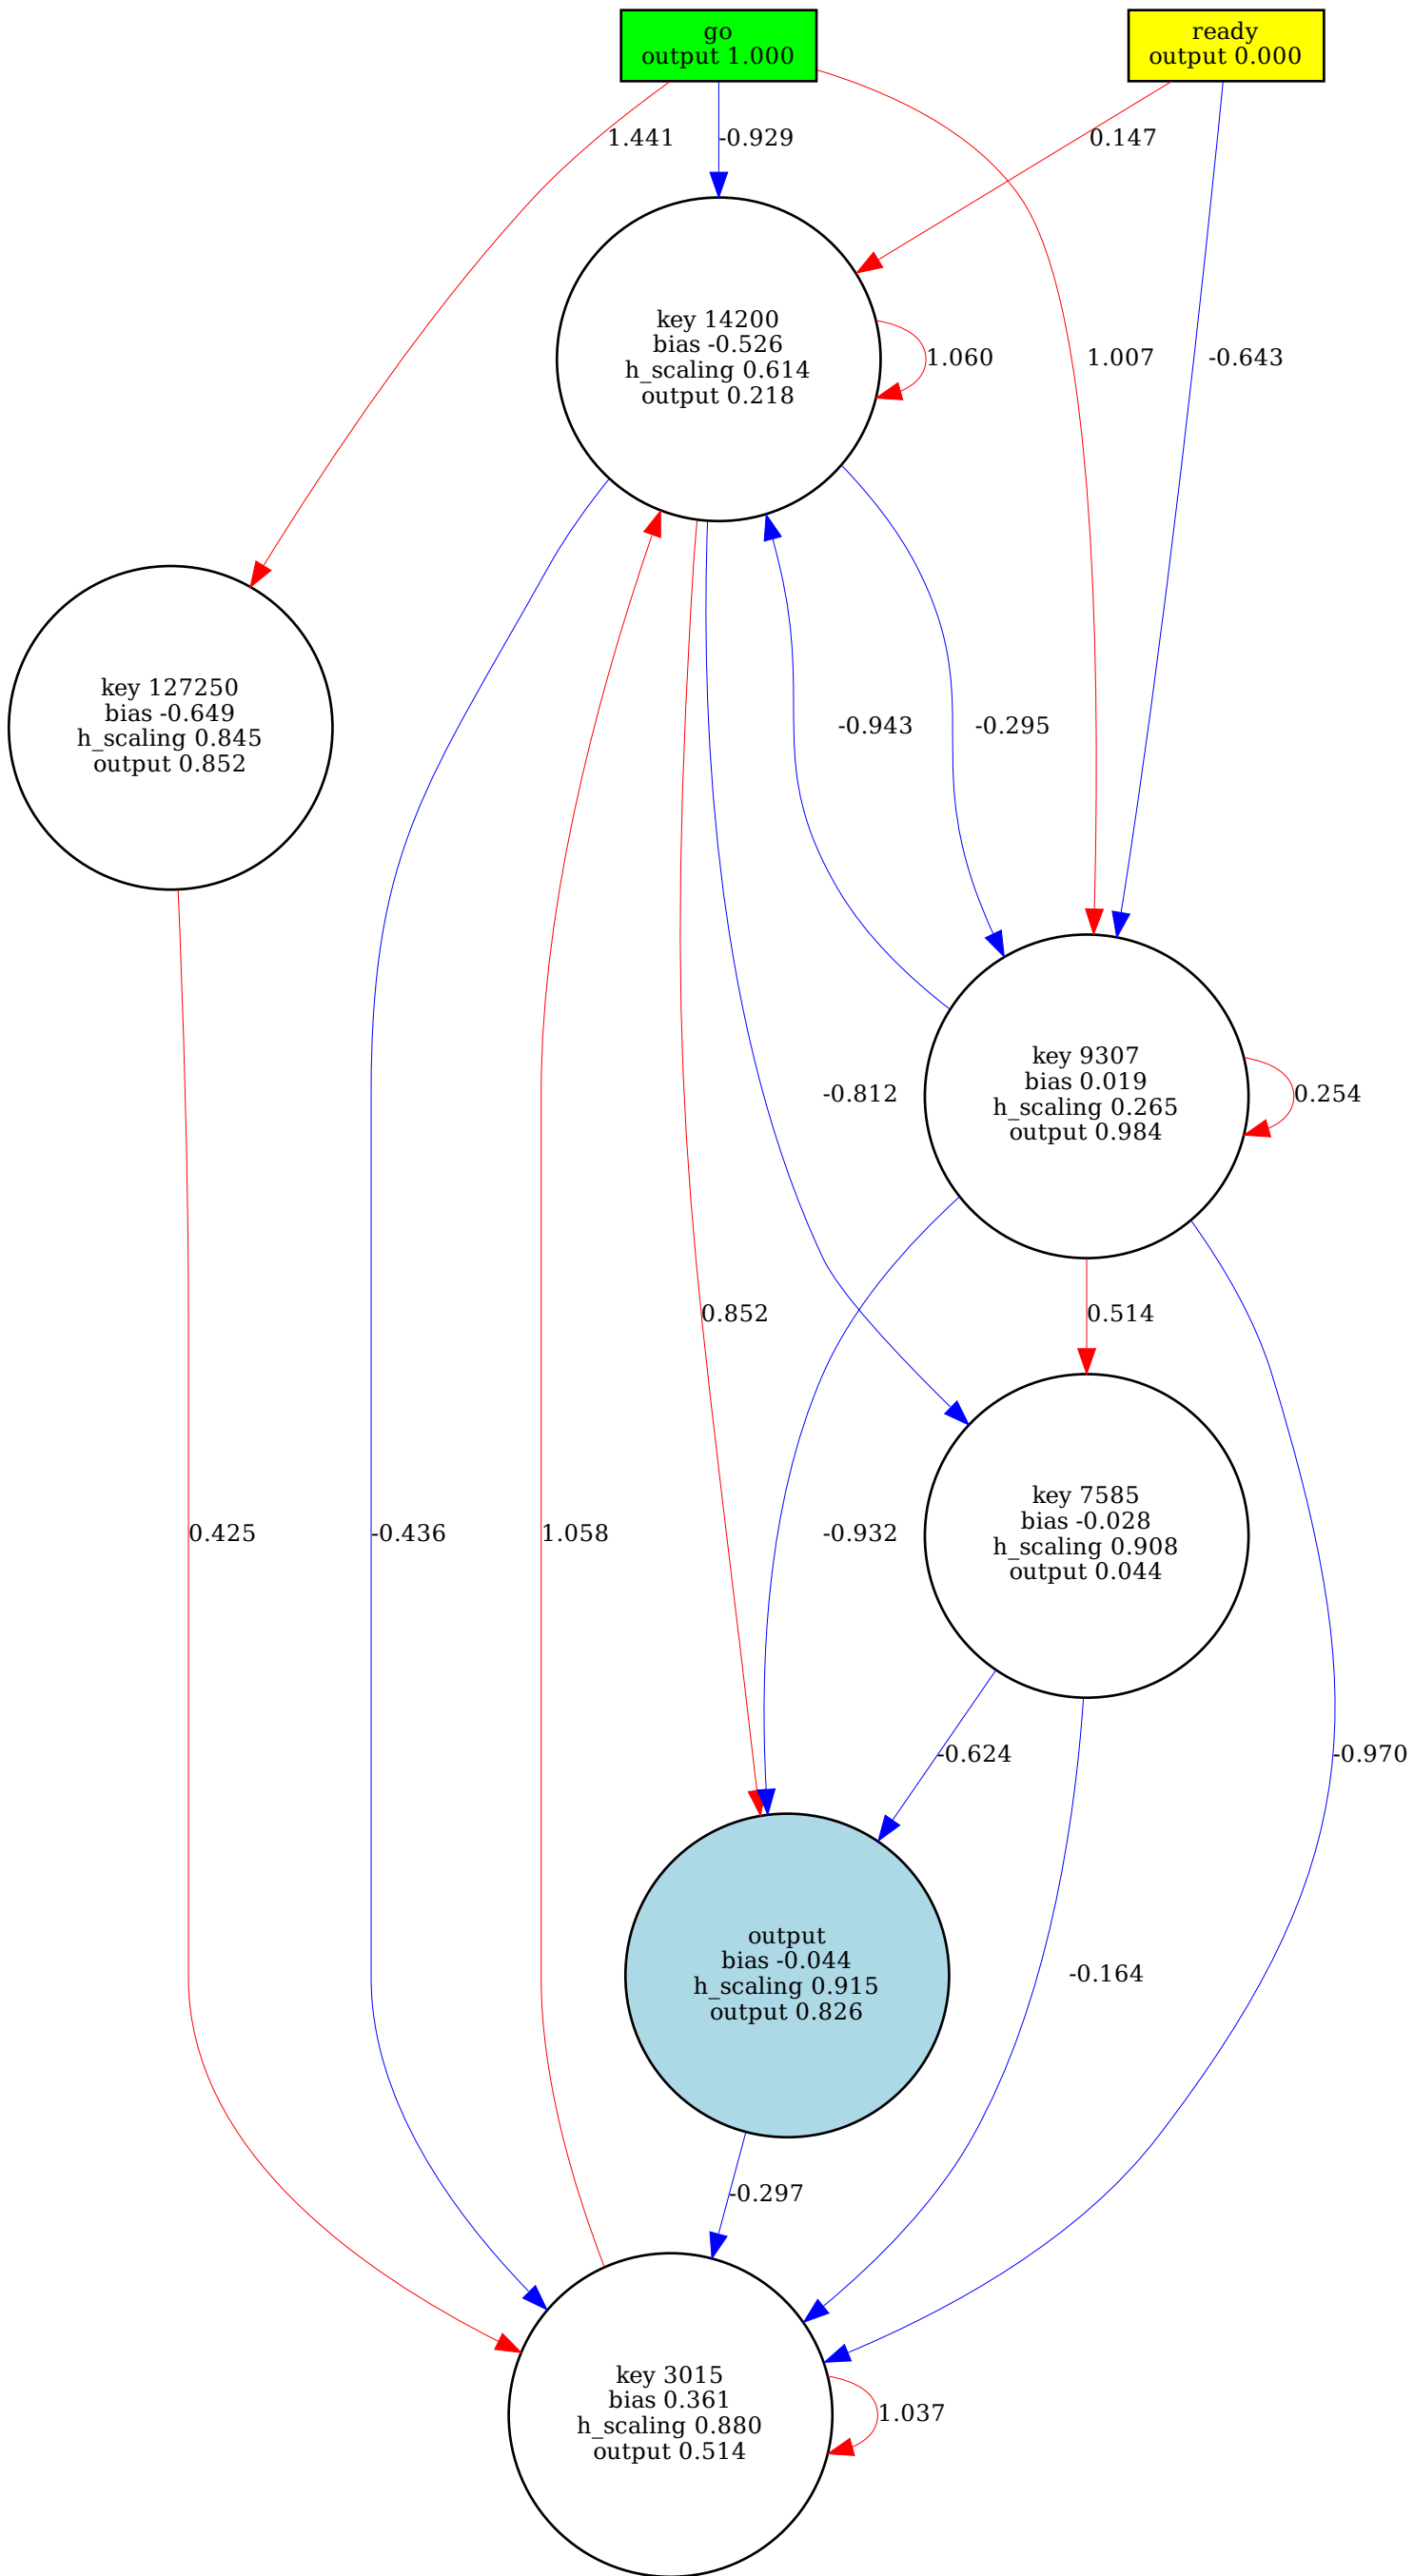 go
output 1.000
ready
output 0.000
1.441
-0.929
0.147
key 14200
bias -0.526
h_scaling 0.614
output 0.218
1.060
1.007
-0.643
key 127250
bias -0.649
h_scaling 0.845
output 0.852
-0.943
-0.295
key 9307
bias 0.019
h_scaling 0.265
output 0.984
-0.812
0.254
0.852
0.514
key 7585
bias -0.028
h_scaling 0.908
output 0.044
0.425
-0.436
1.058
-0.932
-0.624
-0.970
output
bias -0.044
h_scaling 0.915
output 0.826
-0.164
-0.297
key 3015
bias 0.361
h_scaling 0.880
output 0.514
1.037